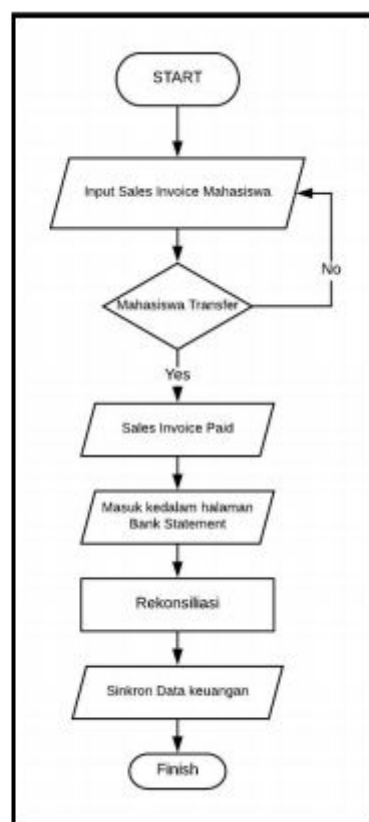 START
Input Sales Invoice Mahasiswa
Mahasiswa Transfer
No
Yes
Sales Invoice Paid
Masuk kedalam halaman
Bank Statement
Rekonsiliasi
Sinkron Data keuangan
Finish